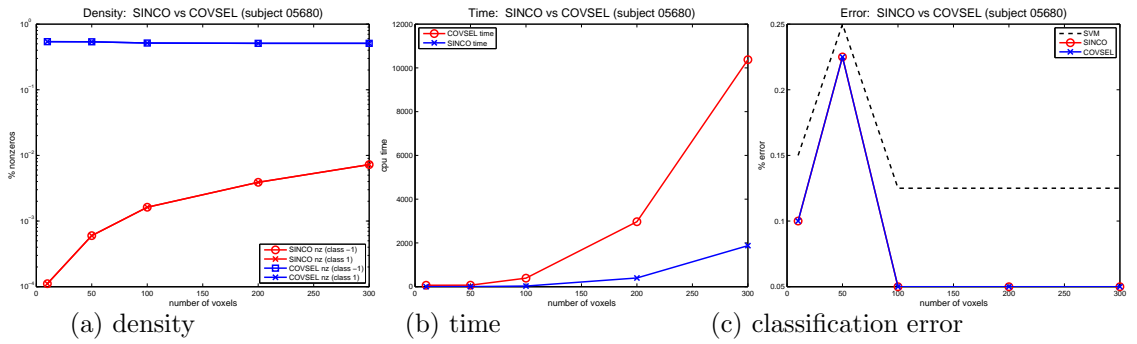 Density: SINCO vs COVSEL (subject 05680)
% nonzeros
10^0
10^-1
10^-2
10^-3
10^-4
0
50
100
150
200
250
300
number of voxels
SINCO nz (class −1)
SINCO nz (class 1)
COVSEL nz (class −1)
COVSEL nz (class 1)
(a) density
Time: SINCO vs COVSEL (subject 05680)
cpu time
12000
10000
8000
6000
4000
2000
0
0
50
100
150
200
250
300
number of voxels
COVSEL time
SINCO time
(b) time
Error: SINCO vs COVSEL (subject 05680)
% error
0.25
0.2
0.15
0.1
0.05
0
50
100
150
200
250
300
number of voxels
SVM
SINCO
COVSEL
(c) classification error